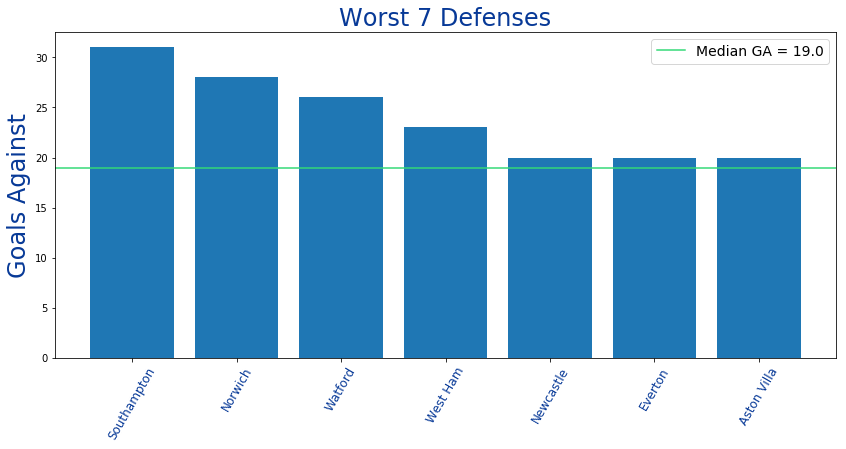 Worst 7 Defenses
Median GA = 19.0
Goals Against
30
25
20
15
10
5
0
Southampton
Norwich
Watford
West Ham
Newcastle
Everton
Aston Villa